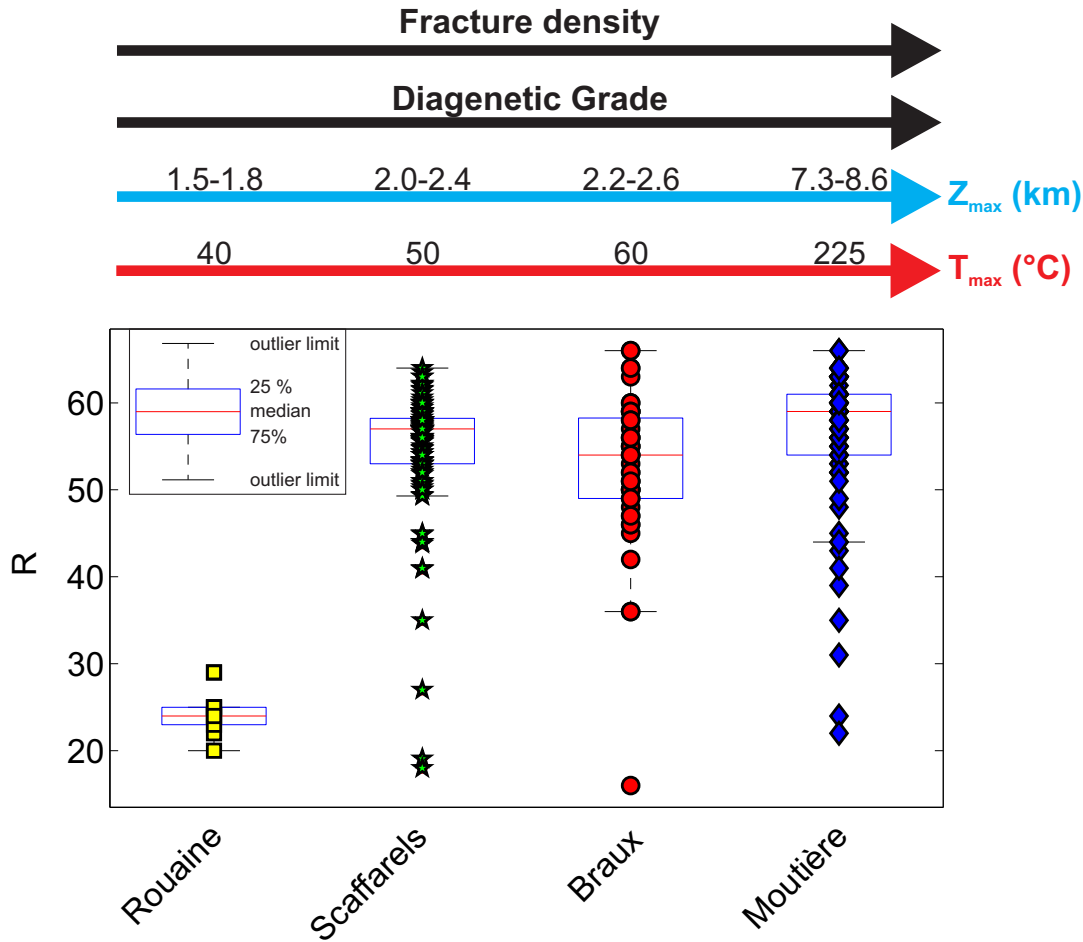 Fracture density
Diagenetic Grade
1.5-1.8 2.0-2.4 2.2-2.6 7.3-8.6 Zmax (km)
40 50 60 225 Tmax (°C)
outlier limit
25 %
median
75%
outlier limit
R
60
50
40
30
20
Rouaine Scaffarels Braux Moutière